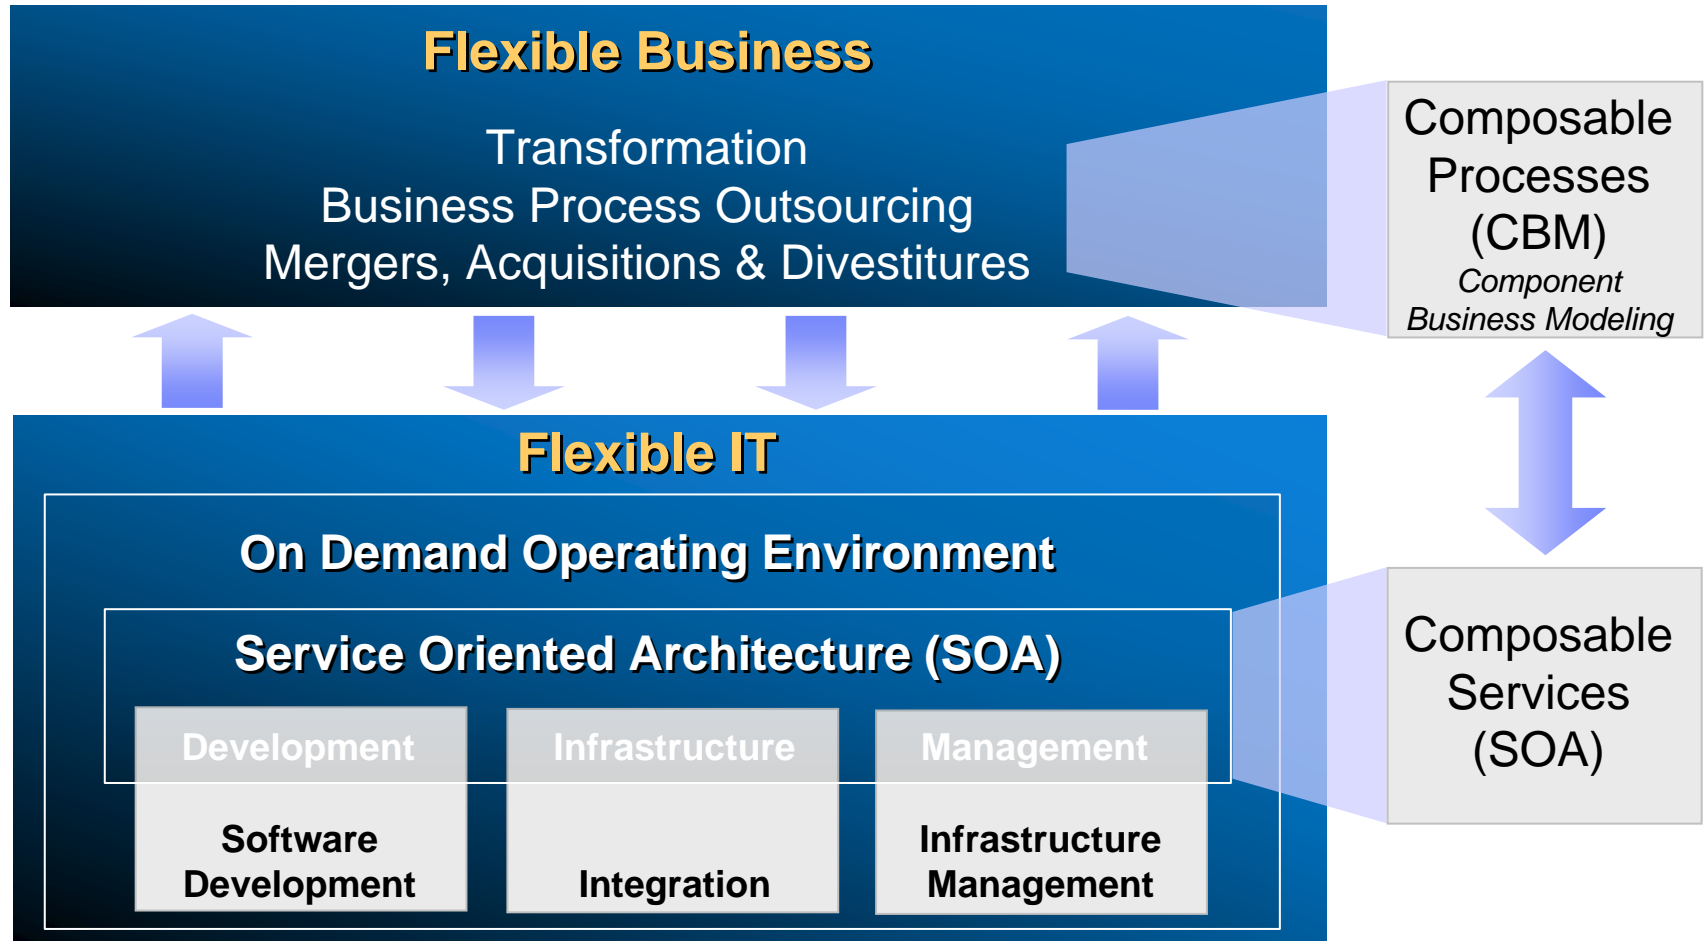 Flexible Business
Transformation
Business Process Outsourcing
Mergers, Acquisitions & Divestitures
Composable
Processes
(CBM)
Component
Business Modeling
Flexible IT
On Demand Operating Environment
Service Oriented Architecture (SOA)
Development
Infrastructure
Management
Software
Development
Integration
Infrastructure
Management
Composable
Services
(SOA)